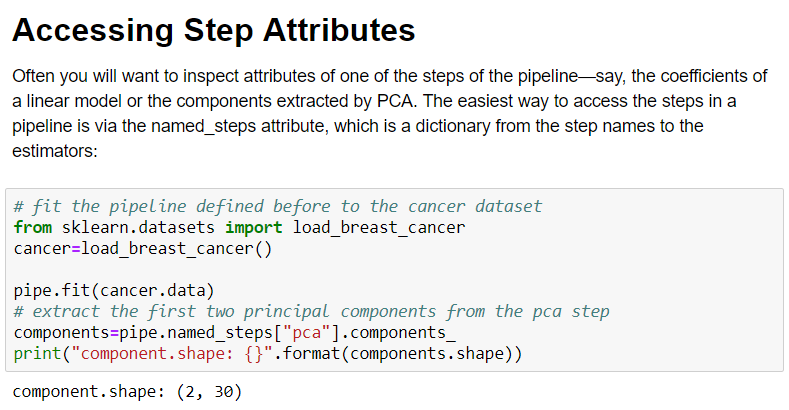 Accessing Step Attributes
Often you will want to inspect attributes of one of the steps of the pipeline—say, the coefficients of
a linear model or the components extracted by PCA. The easiest way to access the steps in a
pipeline is via the named_steps attribute, which is a dictionary from the step names to the
estimators:
# fit the pipeline defined before to the cancer dataset
from sklearn.datasets import load_breast_cancer
cancer=load_breast_cancer()
pipe.fit(cancer.data)
# extract the first two principal components from the pca step
components=pipe.named_steps["pca"].components_
print("component.shape: {}".format(components.shape))
component.shape: (2, 30)